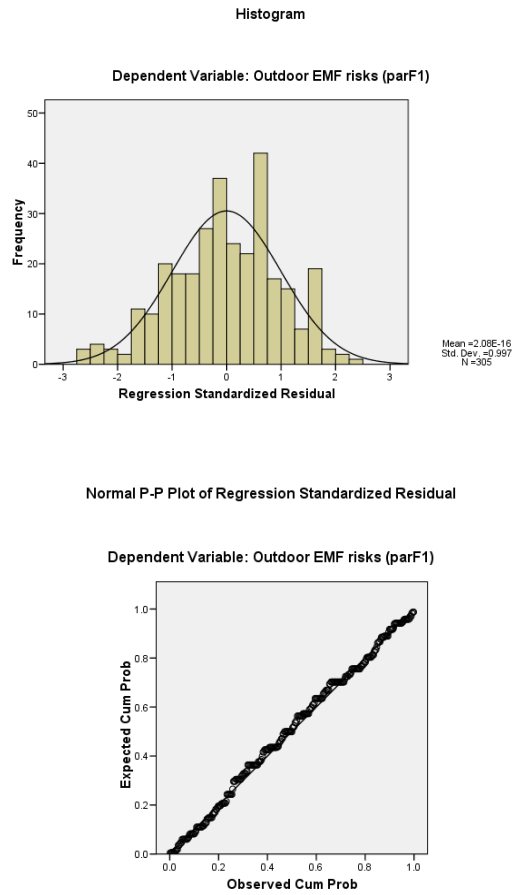 Histogram
Dependent Variable: Outdoor EMF risks (parF1)
50
40
30
20
10
0
Frequency
-3 -2 -1 0 1 2 3
Regression Standardized Residual
Mean =2.08E-16
Std. Dev. =0.997
N =305
Normal P-P Plot of Regression Standardized Residual
Dependent Variable: Outdoor EMF risks (parF1)
1.0
0.8
0.6
0.4
0.2
0.0
Expected Cum Prob
0.0 0.2 0.4 0.6 0.8 1.0
Observed Cum Prob